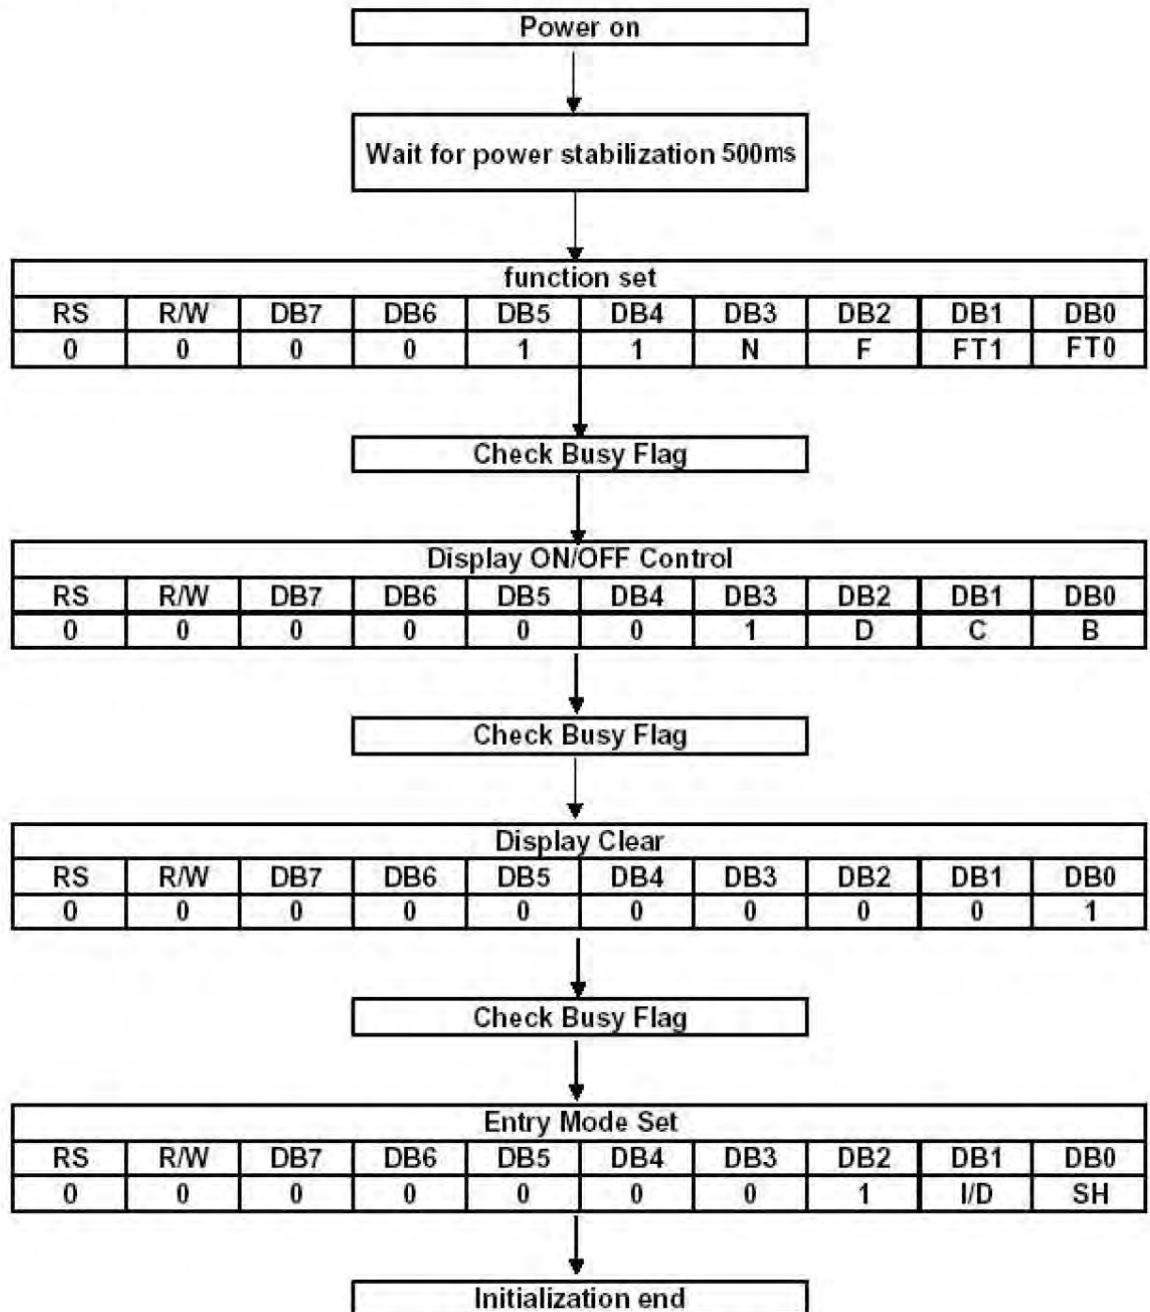 Power on
Wait for power stabilization 500ms
function set
RS R/W DB7 DB6 DB5 DB4 DB3 DB2 DB1 DB0
0 0 0 0 1 1 N F FT1 FT0
Check Busy Flag
Display ON/OFF Control
RS R/W DB7 DB6 DB5 DB4 DB3 DB2 DB1 DB0
0 0 0 0 0 0 1 D C B
Check Busy Flag
Display Clear
RS R/W DB7 DB6 DB5 DB4 DB3 DB2 DB1 DB0
0 0 0 0 0 0 0 0 0 1
Check Busy Flag
Entry Mode Set
RS R/W DB7 DB6 DB5 DB4 DB3 DB2 DB1 DB0
0 0 0 0 0 0 0 1 I/D SH
Initialization end